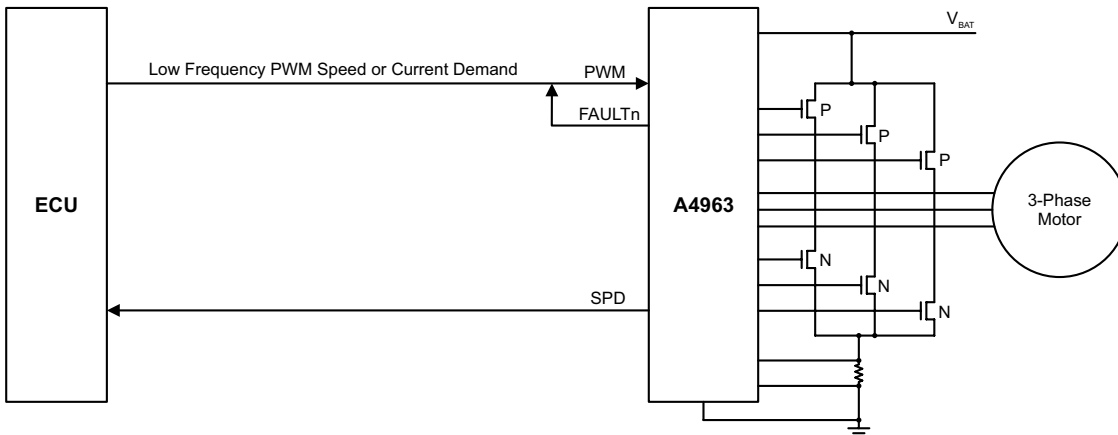 V_BAT
Low Frequency PWM Speed or Current Demand
PWM
P
FAULTn
P
P
ECU
A4963
3-Phase
Motor
N
N
SPD
N